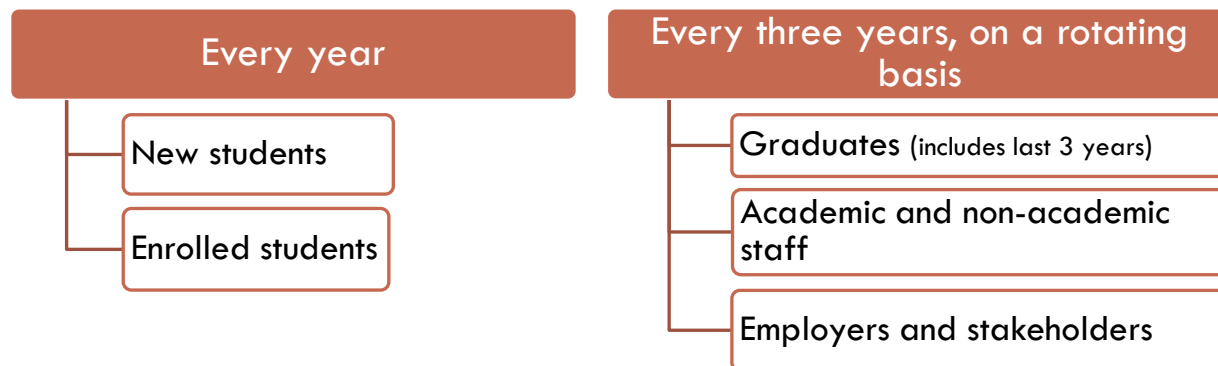 Every year
New students
Enrolled students
Every three years, on a rotating
basis
Graduates (includes last 3 years)
Academic and non-academic
staff
Employers and stakeholders